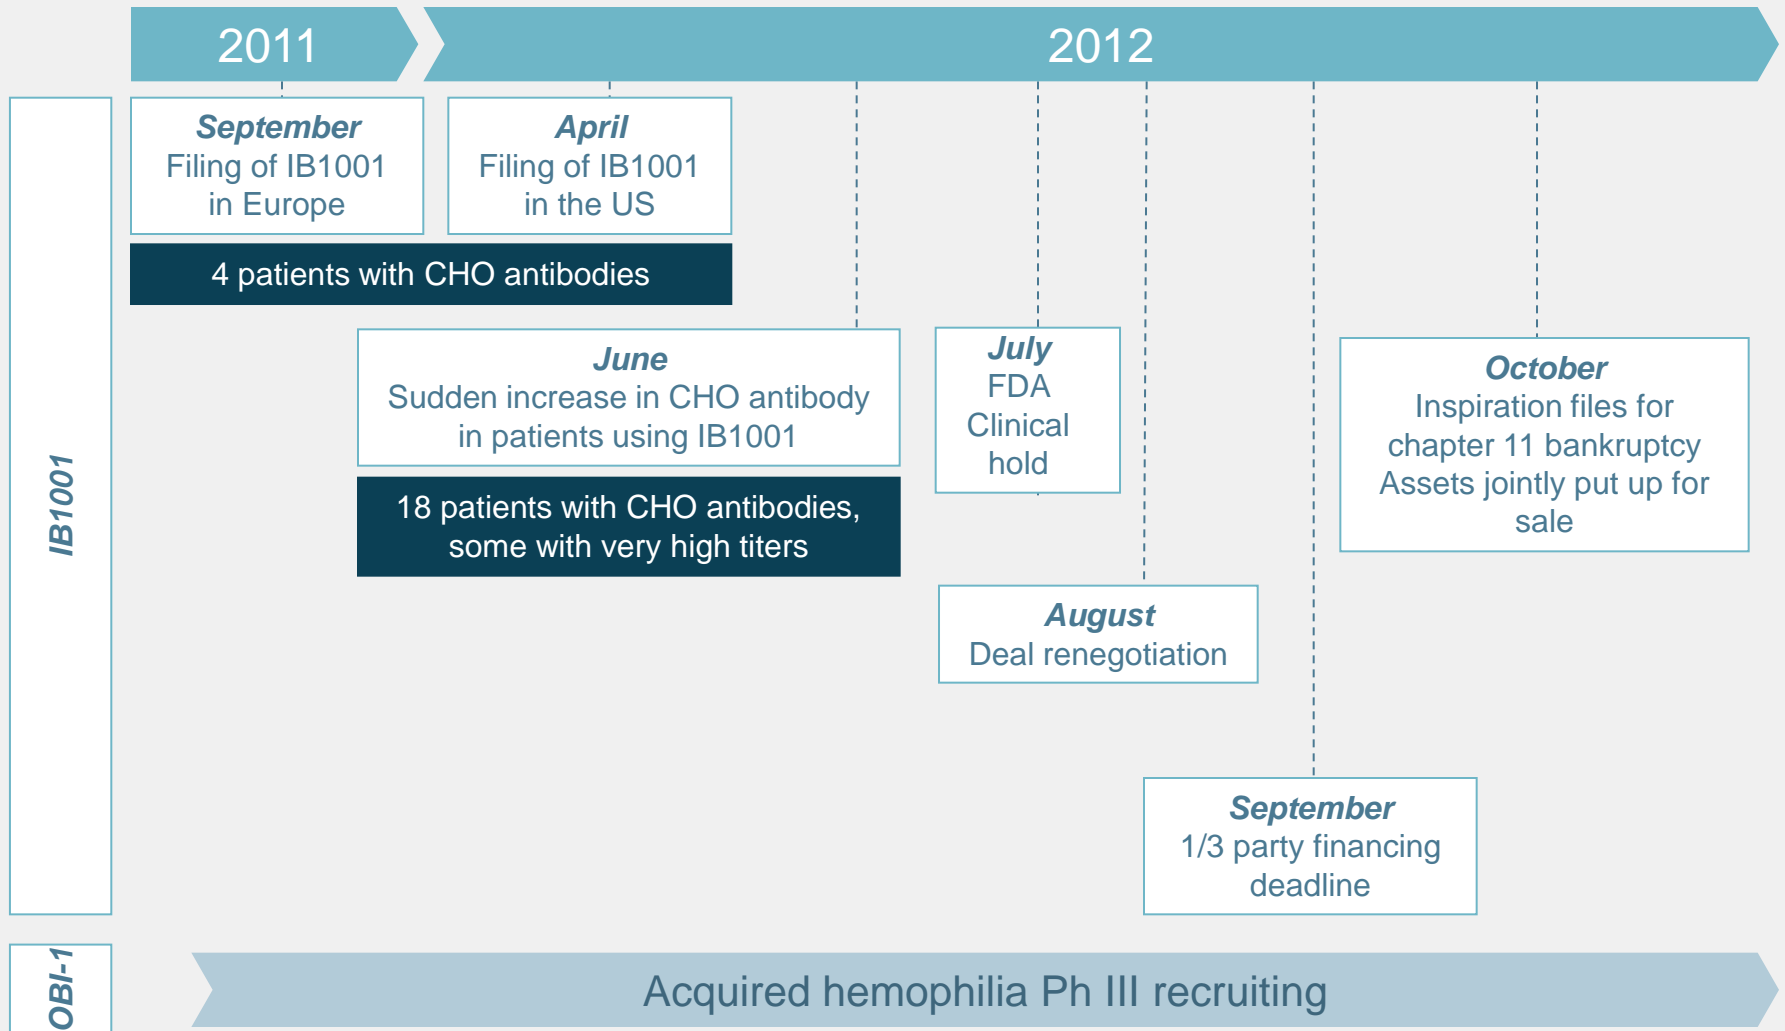 2011
2012
IB1001
September
Filing of IB1001
in Europe
April
Filing of IB1001
in the US
4 patients with CHO antibodies
June
Sudden increase in CHO antibody
in patients using IB1001
18 patients with CHO antibodies,
some with very high titers
July
FDA
Clinical
hold
August
Deal renegotiation
September
1/3 party financing
deadline
October
Inspiration files for
chapter 11 bankruptcy
Assets jointly put up for
sale
OBI-1
Acquired hemophilia Ph III recruiting